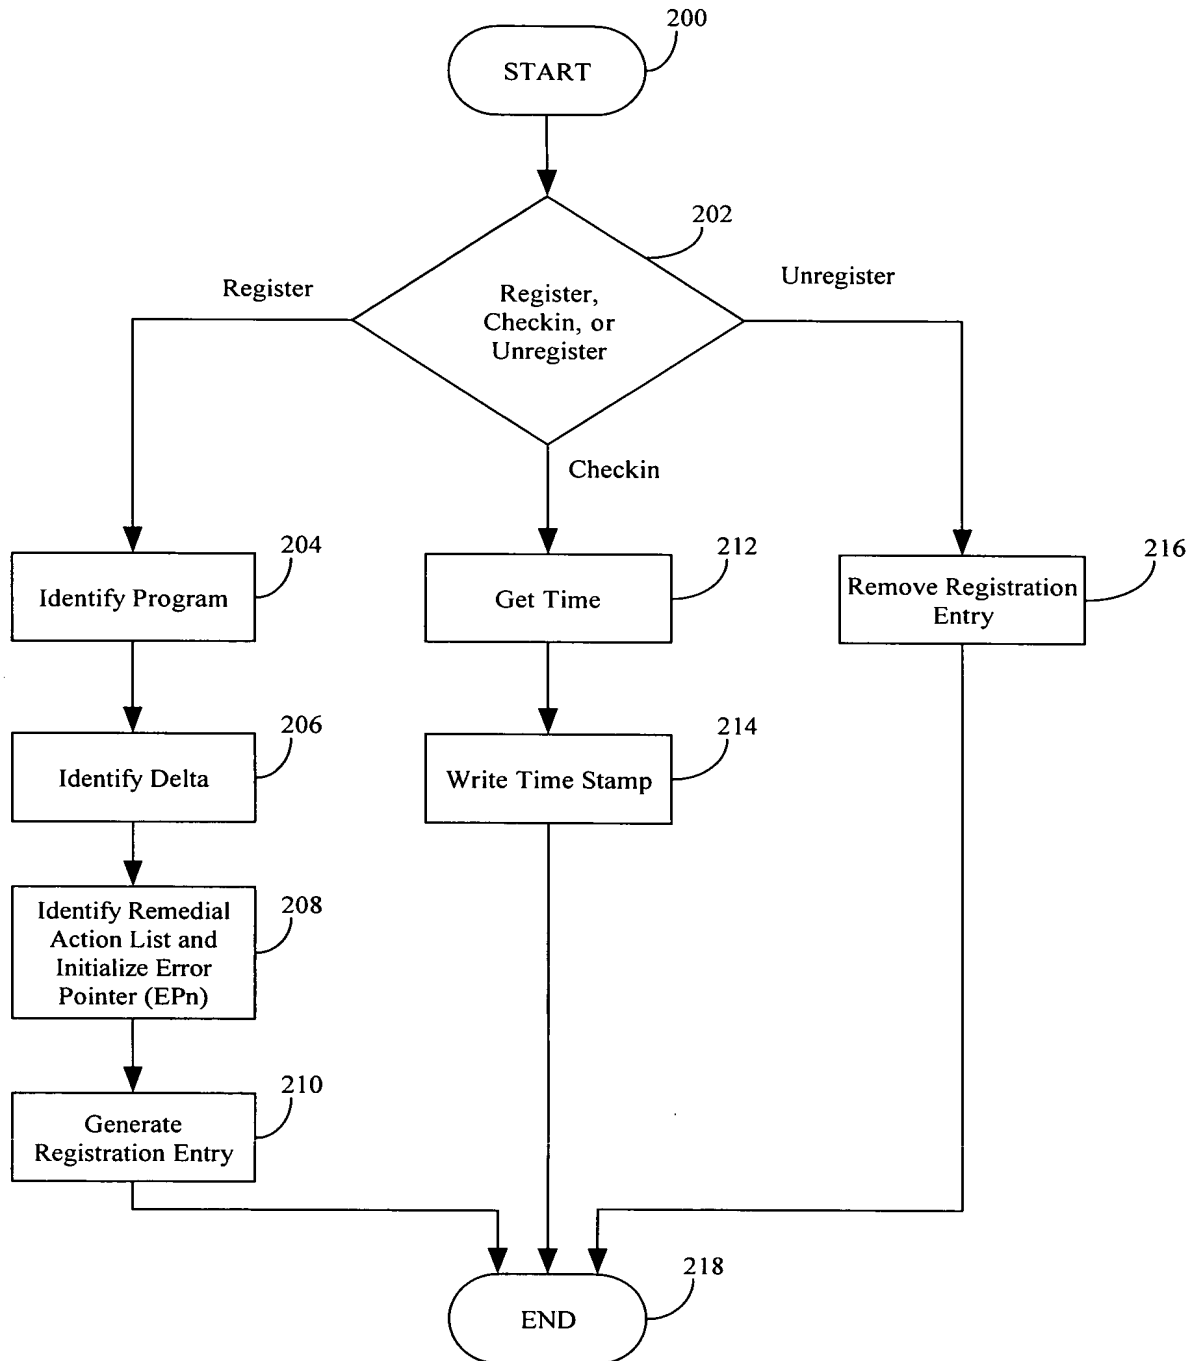 200
START
202
Register
Unregister
Register,
Checkin, or
Unregister
Checkin
204
Identify Program
212
Get Time
216
Remove Registration
Entry
206
Identify Delta
214
Write Time Stamp
208
Identify Remedial
Action List and
Initialize Error
Pointer (EPn)
210
Generate
Registration Entry
218
END